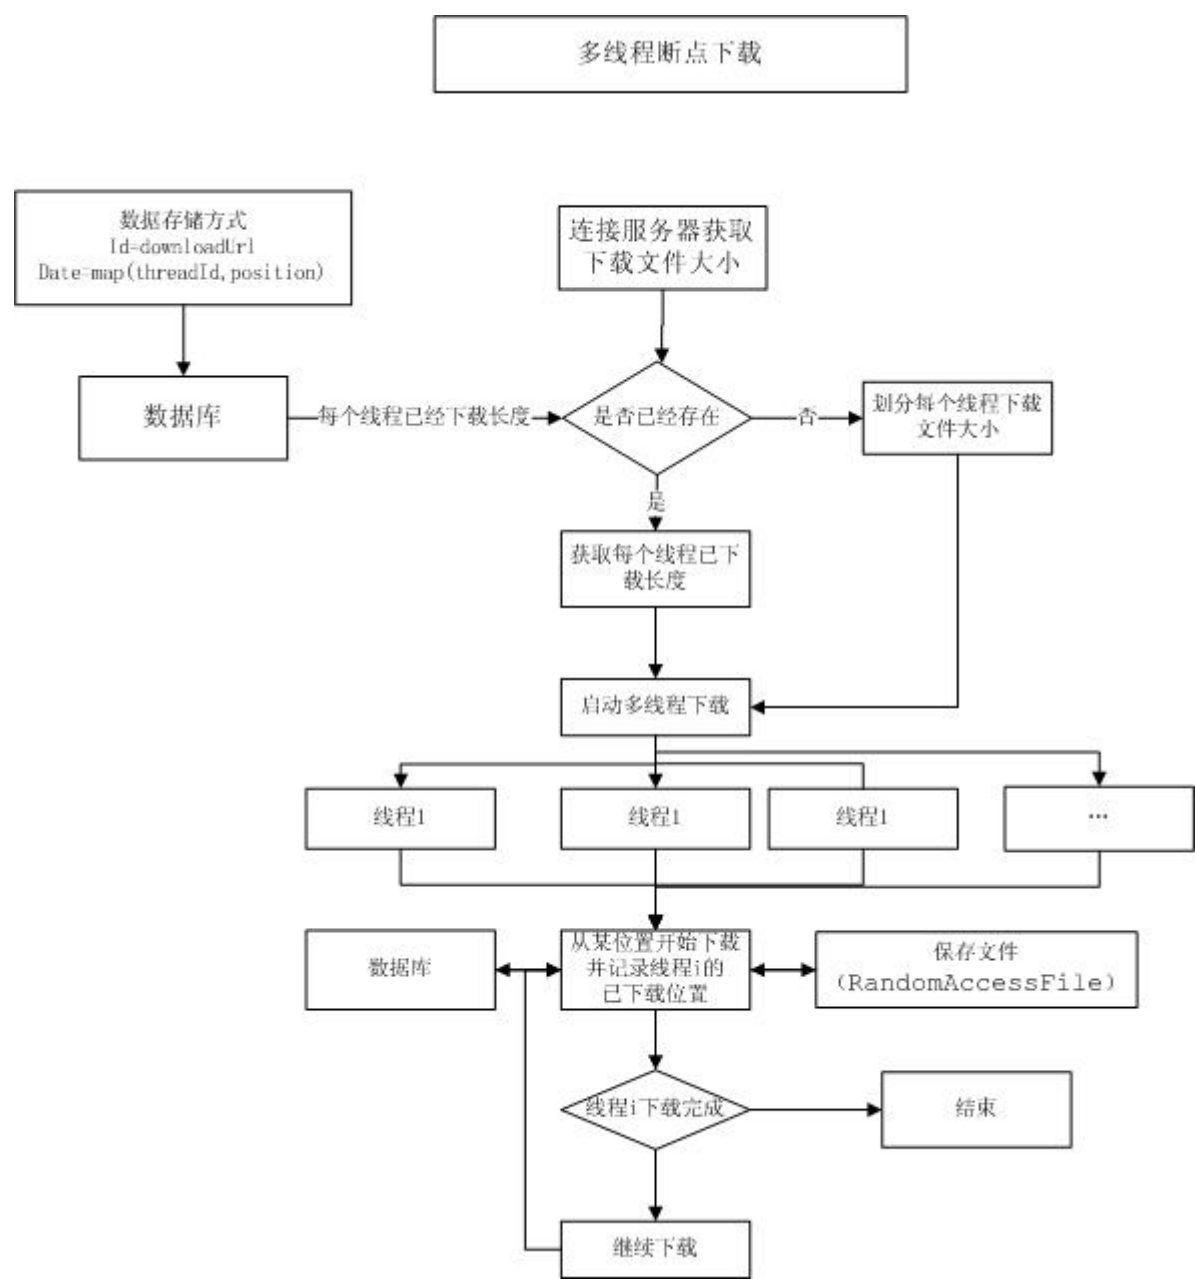 多线程断点下载
数据存储方式
Id=downloadUrl
Date=map(threadId,position)
连接服务器获取
下载文件大小
数据库
每个线程已经下载长度
是否已经存在
否
划分每个线程下载
文件大小
是
获取每个线程已下
载长度
启动多线程下载
线程1
线程1
线程1
…
数据库
从某位置开始下载
并记录线程i的
已下载位置
保存文件
(RandomAccessFile)
线程i下载完成
结束
继续下载